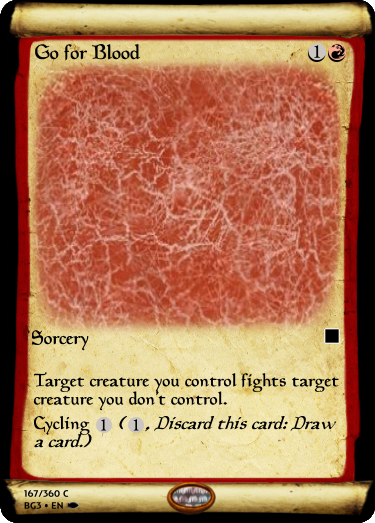 Go for Blood 1
Sorcery
Target creature you control fights target
creature you don't control.
Cycling 1 (1, Discard this card: Draw
a card.)
167/360 C
BG3 • EN